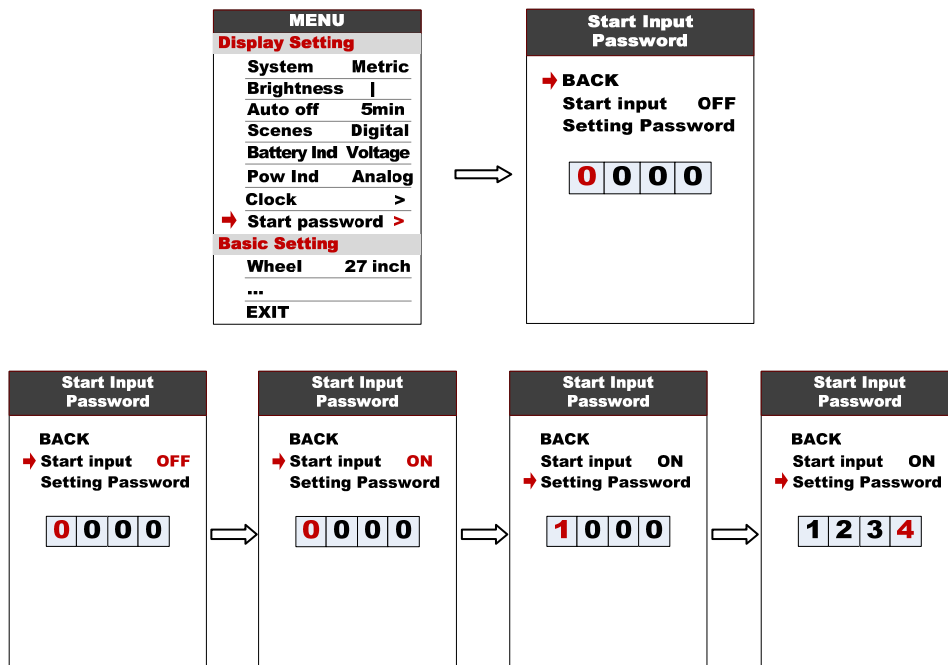 MENU
Display Setting
System Metric
Brightness |
Auto off 5min
Scenes Digital
Battery Ind Voltage
Pow Ind Analog
Clock >
Start password >
Basic Setting
Wheel 27 inch
...
EXIT
Start Input
Password
BACK
Start input OFF
Setting Password
0 0 0 0
Start Input
Password
BACK
Start input OFF
Setting Password
0 0 0 0
Start Input
Password
BACK
Start input ON
Setting Password
0 0 0 0
Start Input
Password
BACK
Start input ON
Setting Password
1 0 0 0
Start Input
Password
BACK
Start input ON
Setting Password
1 2 3 4